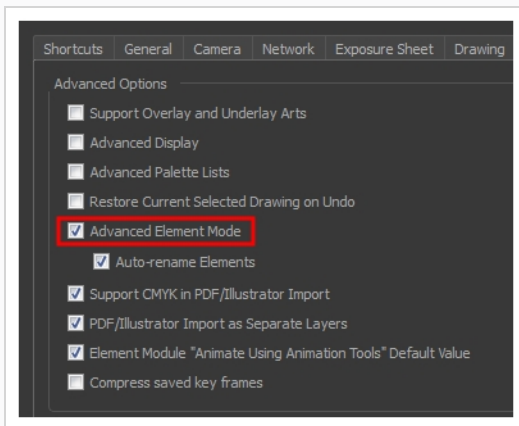 Shortcuts General Camera Network Exposure Sheet Drawing
Advanced Options
Support Overlay and Underlay Arts
Advanced Display
Advanced Palette Lists
Restore Current Selected Drawing on Undo
Advanced Element Mode
Auto-rename Elements
Support CMYK in PDF/Illustrator Import
PDF/Illustrator Import as Separate Layers
Element Module "Animate Using Animation Tools" Default Value
Compress saved key frames